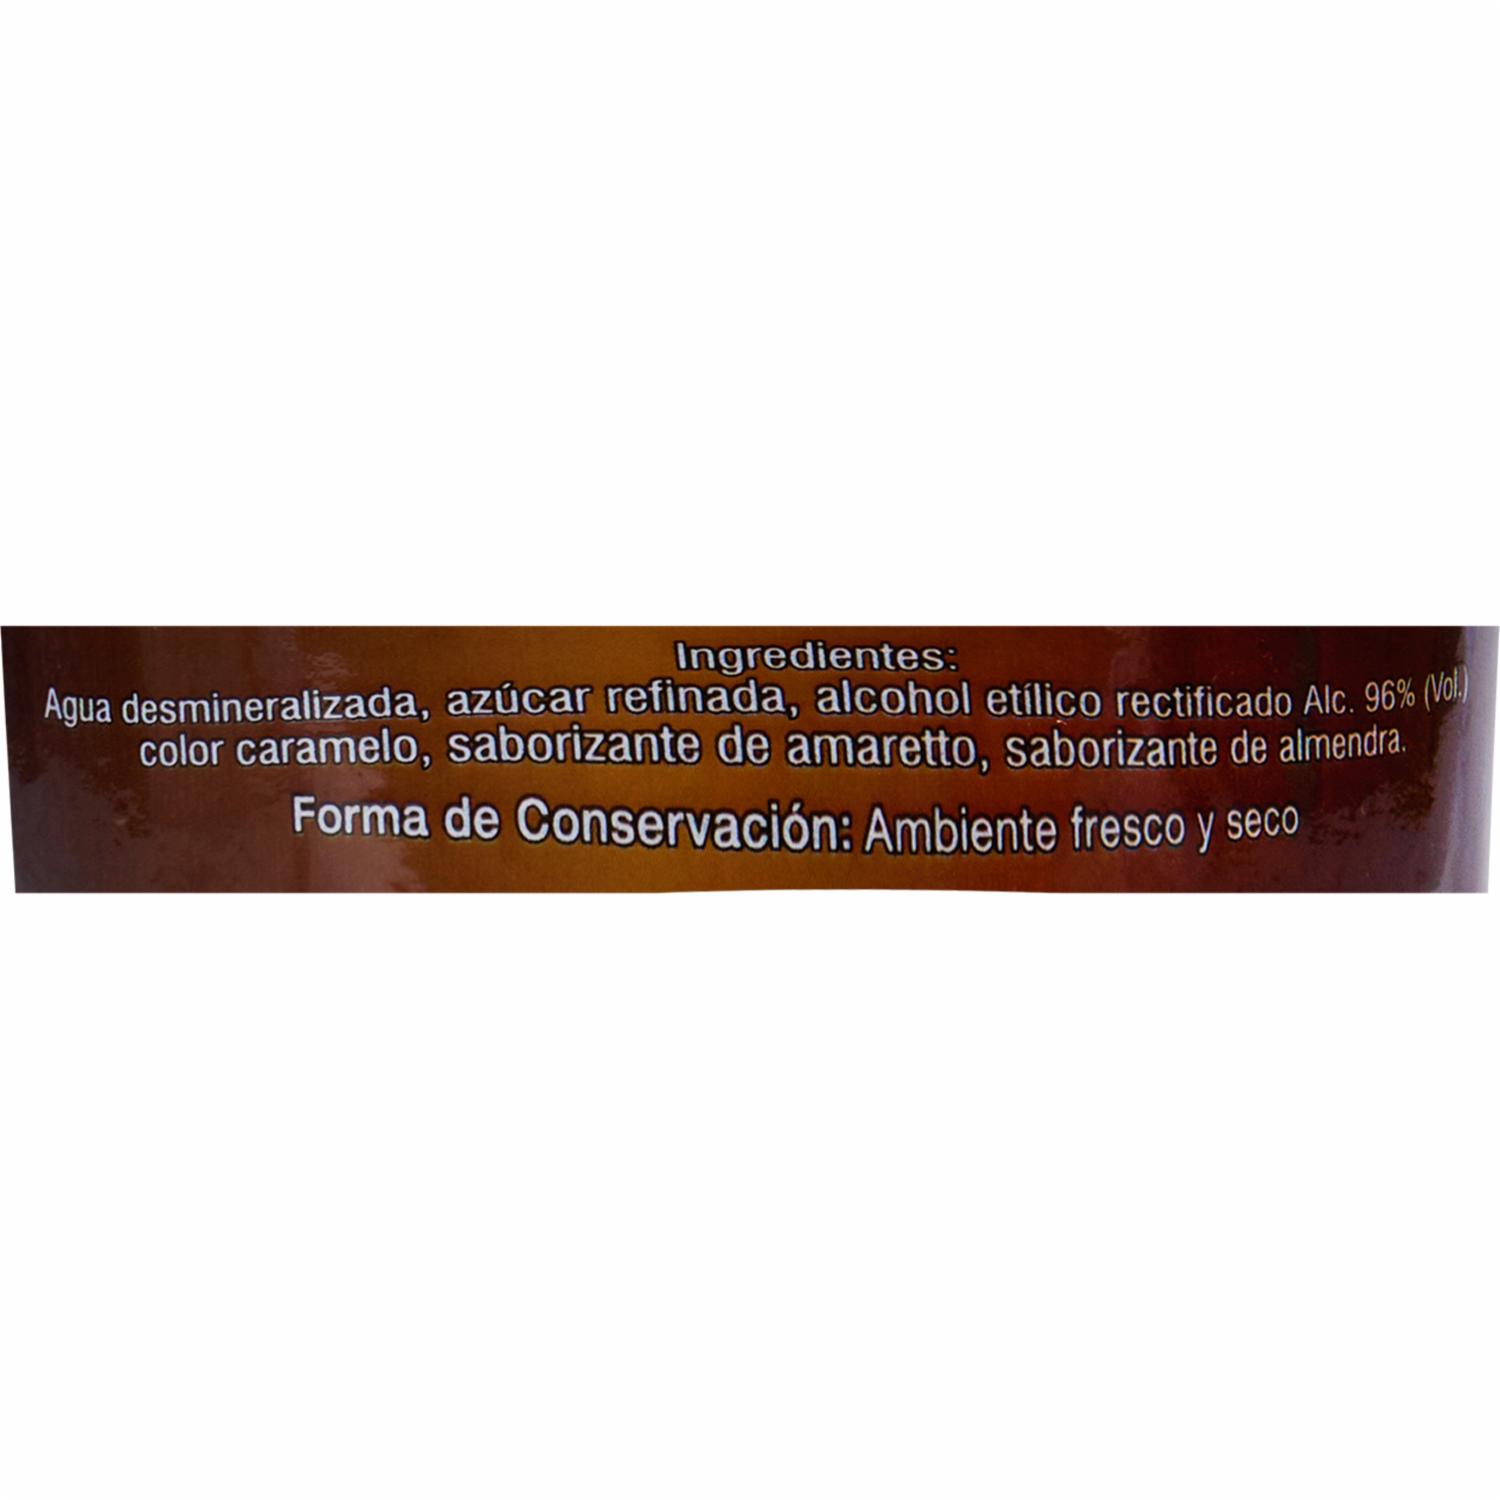 Ingredientes:
Agua desmineralizada, azúcar refinada, alcohol etílico rectificado Alc. 96% (Vol.)
color caramelo, saborizante de amaretto, saborizante de almendra.
Forma de Conservación: Ambiente fresco y seco